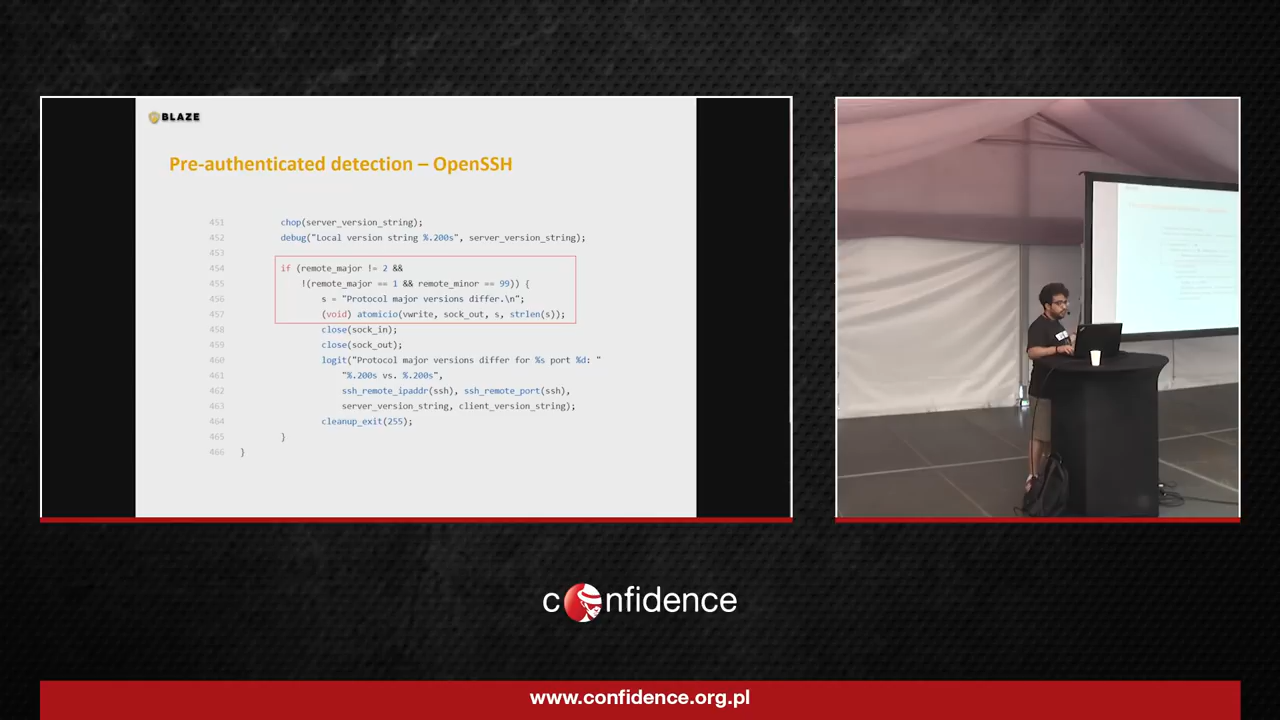 BLAZE
Pre-authenticated detection – OpenSSH
451 chop(server_version_string);
452 debug("Local version string %.200s", server_version_string);
453
454 if (remote_major != 2 &&
455 !(remote_major == 1 && remote_minor == 99)) {
456 s = "Protocol major versions differ.\n";
457 (void) atomicio(vwrite, sock_out, s, strlen(s));
458 close(sock_in);
459 close(sock_out);
460 logit("Protocol major versions differ for %s port %d: "
461 "%.200s vs. %.200s",
462 ssh_remote_ipaddr(ssh), ssh_remote_port(ssh),
463 server_version_string, client_version_string);
464 cleanup_exit(255);
465 }
466 }
confidence
www.confidence.org.pl